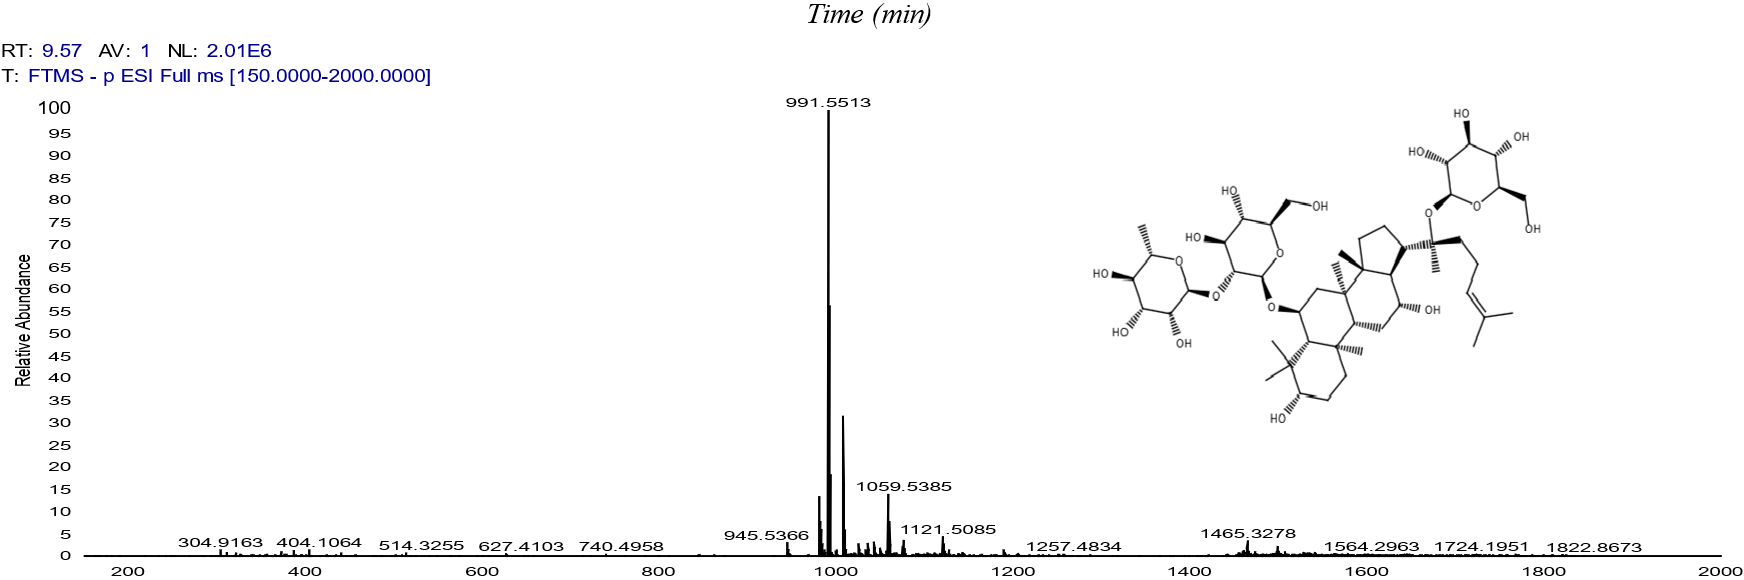 Time (min)
RT: 9.57 AV: 1 NL: 2.01E6
T: FTMS - p ESI Full ms [150.0000-2000.0000]
Relative Abundance
100
95
90
85
80
75
70
65
60
55
50
45
40
35
30
25
20
15
10
5
0
991.5513
1059.5385
945.5366
1121.5085
304.9163
404.1064
514.3255
627.4103
740.4958
1257.4834
1465.3278
1564.2963
1724.1951
1822.8673
200
400
600
800
1000
1200
1400
1600
1800
2000
HO
HO
OH
HO
O
O
OH
HO
OH
HO
O
O
HO
O
O
HO
OH
OH
HO